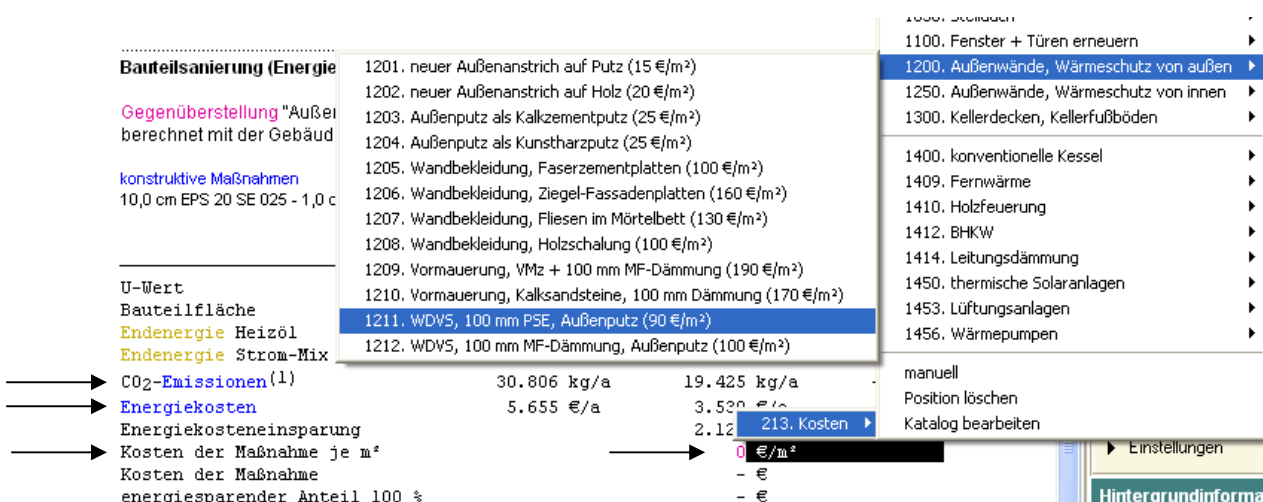 Bauteilsanierung (Energie
Gegenüberstellung "Außer
berechnet mit der Gebäud
konstruktive Maßnahmen
10,0 cm EPS 20 SE 025 - 1,0 c
U-Wert
Bauteilfläche
Endenergie Heizöl
Endenergie Strom-Mix
CO2-Emissionen(1) 30.806 kg/a 19.425 kg/a
Energiekosten 5.655 €/a
Energiekosteneinsparung 2.12
Kosten der Maßnahme je m² 0 €/m²
Kosten der Maßnahme - €
energiesparender Anteil 100 % - €
1201. neuer Außenanstrich auf Putz (15 €/m²)
1202. neuer Außenanstrich auf Holz (20 €/m²)
1203. Außenputz als Kalkzementputz (25 €/m²)
1204. Außenputz als Kunstharzputz (25 €/m²)
1205. Wandbekleidung, Faserzementplatten (100 €/m²)
1206. Wandbekleidung, Ziegel-Fassadenplatten (160 €/m²)
1207. Wandbekleidung, Fliesen im Mörtelbett (130 €/m²)
1208. Wandbekleidung, Holzschalung (100 €/m²)
1209. Vormauerung, VMz + 100 mm MF-Dämmung (190 €/m²)
1210. Vormauerung, Kalksandsteine, 100 mm Dämmung (170 €/m²)
1211. WDVS, 100 mm PSE, Außenputz (90 €/m²)
1212. WDVS, 100 mm MF-Dämmung, Außenputz (100 €/m²)
213. Kosten
1100. Fenster + Türen erneuern
1200. Außenwände, Wärmeschutz von außen
1250. Außenwände, Wärmeschutz von innen
1300. Kellerdecken, Kellerfußböden
1400. konventionelle Kessel
1409. Fernwärme
1410. Holzfeuerung
1412. BHKW
1414. Leitungsdämmung
1450. thermische Solaranlagen
1453. Lüftungsanlagen
1456. Wärmepumpen
manuell
Position löschen
Katalog bearbeiten
Einstellungen
Hintergrundinforma